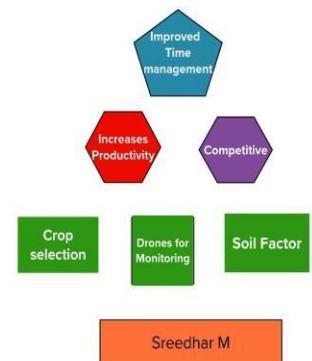 Improved
Time
management
Increases
Productivity
Competitive
Crop
selection
Drones for
Monitoring
Soil Factor
Sreedhar M